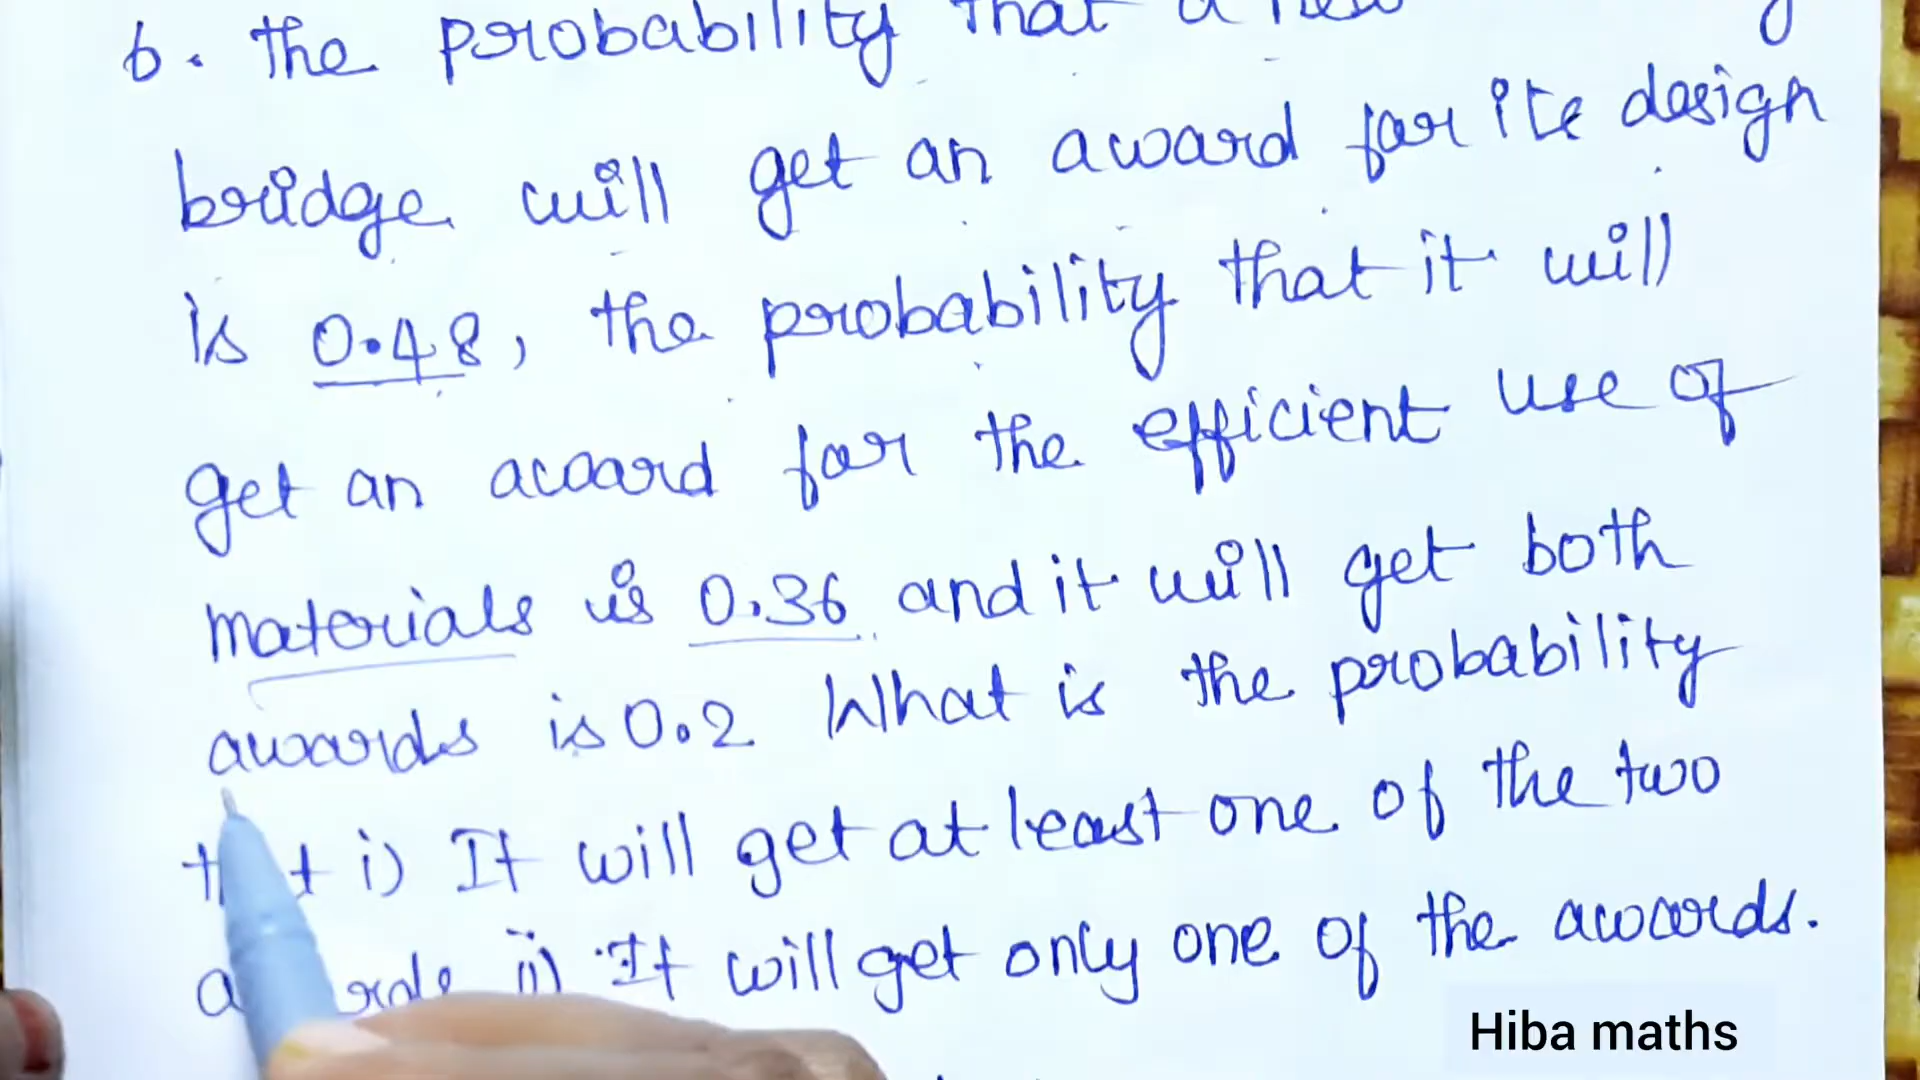 6. The probability that a new
bridge will get an award for its design
is 0.48, the probability that it will
get an award for the efficient use of
materials is 0.36 and it will get both
awards is 0.2 What is the probability
i) It will get at least one of the two
ii) It will get only one of the awards.
Hiba maths